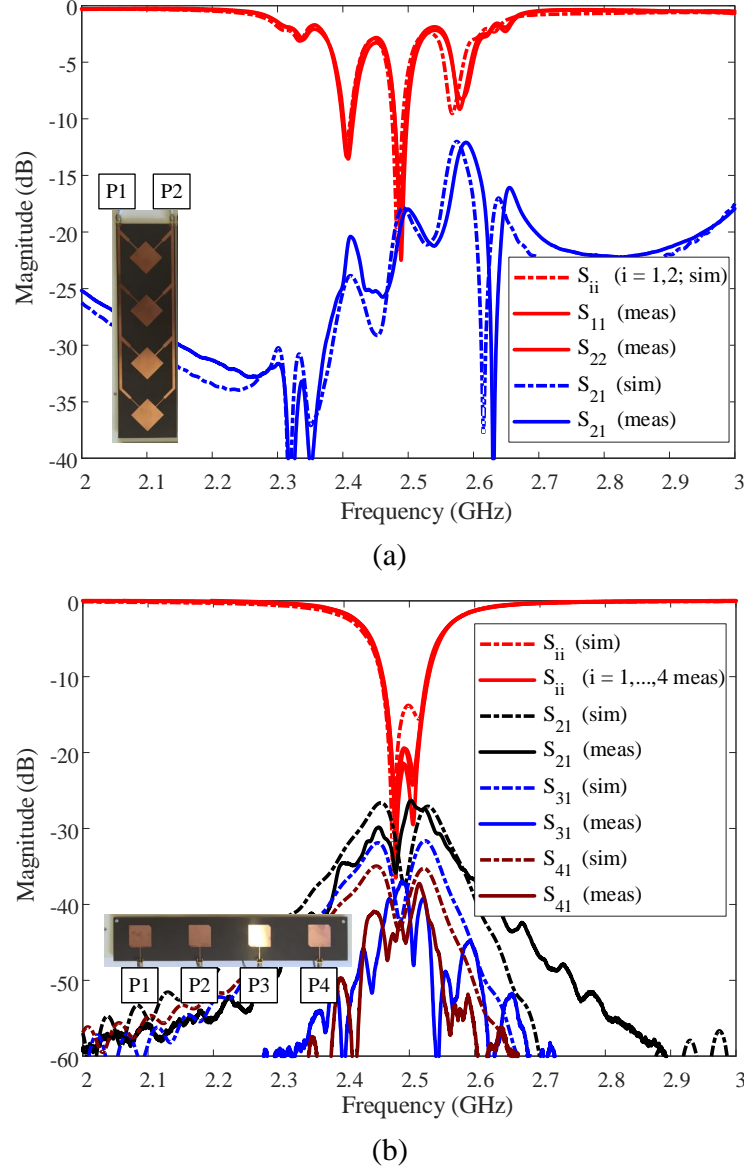 0
-5
-10
-15
-20
-25
-30
-35
-40
Magnitude (dB)
P1 P2
S_ii (i = 1,2; sim)
S_11 (meas)
S_22 (meas)
S_21 (sim)
S_21 (meas)
2 2.1 2.2 2.3 2.4 2.5 2.6 2.7 2.8 2.9 3
Frequency (GHz)
(a)
0
-10
-20
-30
-40
-50
-60
Magnitude (dB)
S_ii (sim)
S_ii (i = 1,...,4 meas)
S_21 (sim)
S_21 (meas)
S_31 (sim)
S_31 (meas)
S_41 (sim)
S_41 (meas)
P1 P2 P3 P4
2 2.1 2.2 2.3 2.4 2.5 2.6 2.7 2.8 2.9 3
Frequency (GHz)
(b)